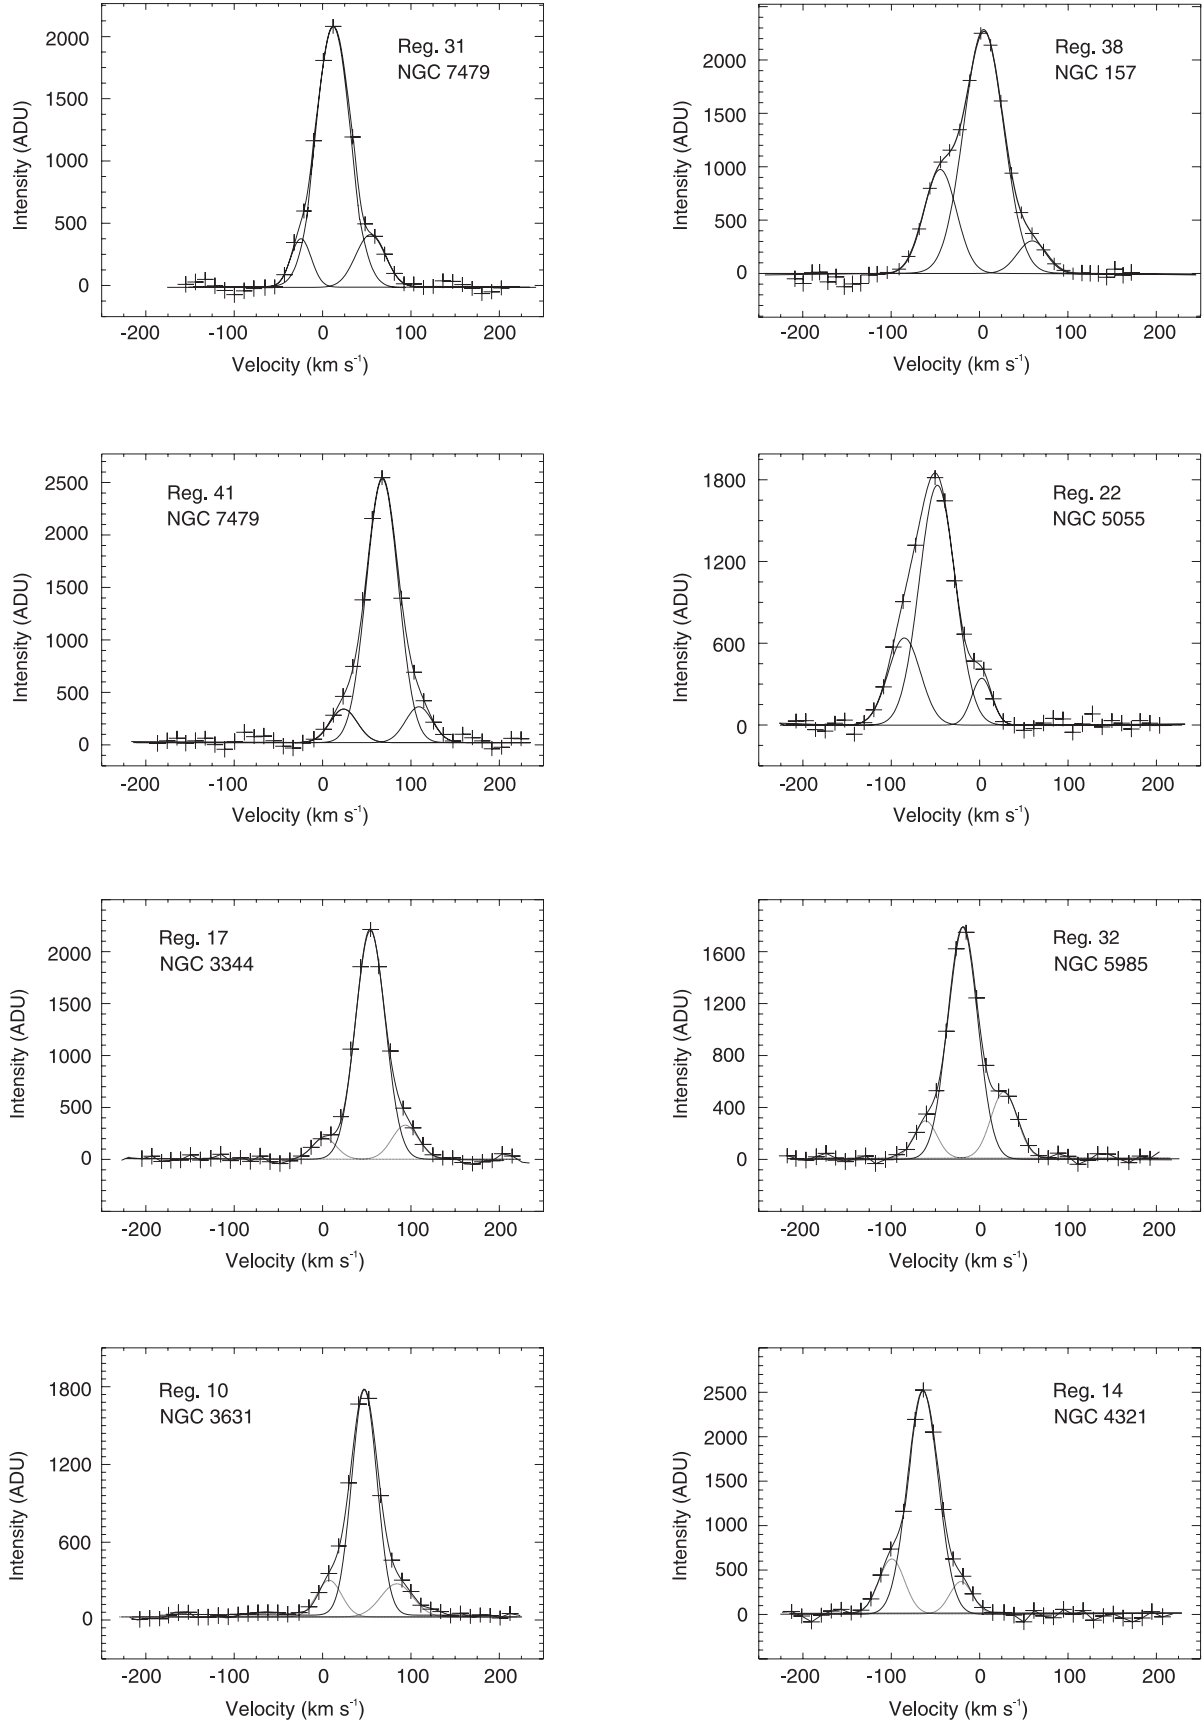 Reg. 31
NGC 7479
Intensity (ADU)
2000
1500
1000
500
0
-200 -100 0 100 200
Velocity (km s-1)
Reg. 38
NGC 157
Intensity (ADU)
2000
1500
1000
500
0
-200 -100 0 100 200
Velocity (km s-1)
Reg. 41
NGC 7479
Intensity (ADU)
2500
2000
1500
1000
500
0
-200 -100 0 100 200
Velocity (km s-1)
Reg. 22
NGC 5055
Intensity (ADU)
1800
1200
600
0
-200 -100 0 100 200
Velocity (km s-1)
Reg. 17
NGC 3344
Intensity (ADU)
2000
1500
1000
500
0
-200 -100 0 100 200
Velocity (km s-1)
Reg. 32
NGC 5985
Intensity (ADU)
1600
1200
800
400
0
-200 -100 0 100 200
Velocity (km s-1)
Reg. 10
NGC 3631
Intensity (ADU)
1800
1200
600
0
-200 -100 0 100 200
Velocity (km s-1)
Reg. 14
NGC 4321
Intensity (ADU)
2500
2000
1500
1000
500
0
-200 -100 0 100 200
Velocity (km s-1)